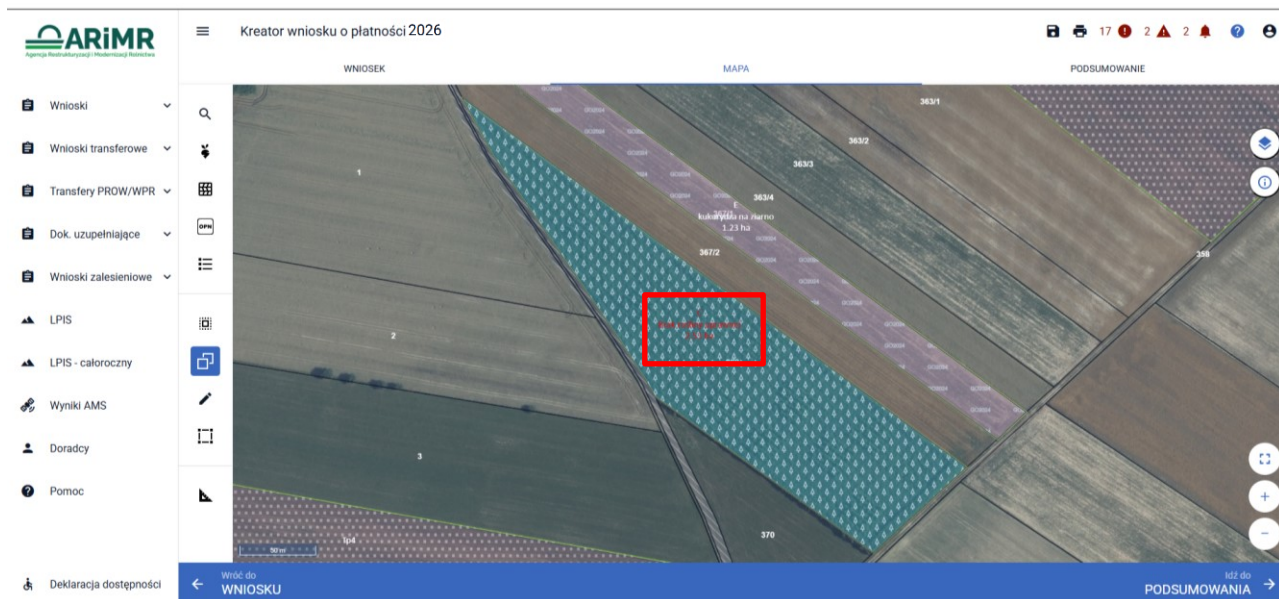 ARiMR
Agencja Restrukturyzacji i Modernizacji Rolnictwa
Kreator wniosku o płatności 2026
17 2 2
WNIOSEK
MAPA
PODSUMOWANIE
Wnioski
Wnioski transferowe
Transfery PROW/WPR
Dok. uzupełniające
Wnioski zalesieniowe
LPIS
LPIS - całoroczny
Wyniki AMS
Doradcy
Pomoc
Deklaracja dostępności
OPN
363/1
363/2
363/3
363/4
1
E
kukurydza na ziarno
1.23 ha
367/2
398
2
3
370
lp4
50 m
Wróć do
WNIOSKU
Idź do
PODSUMOWANIA